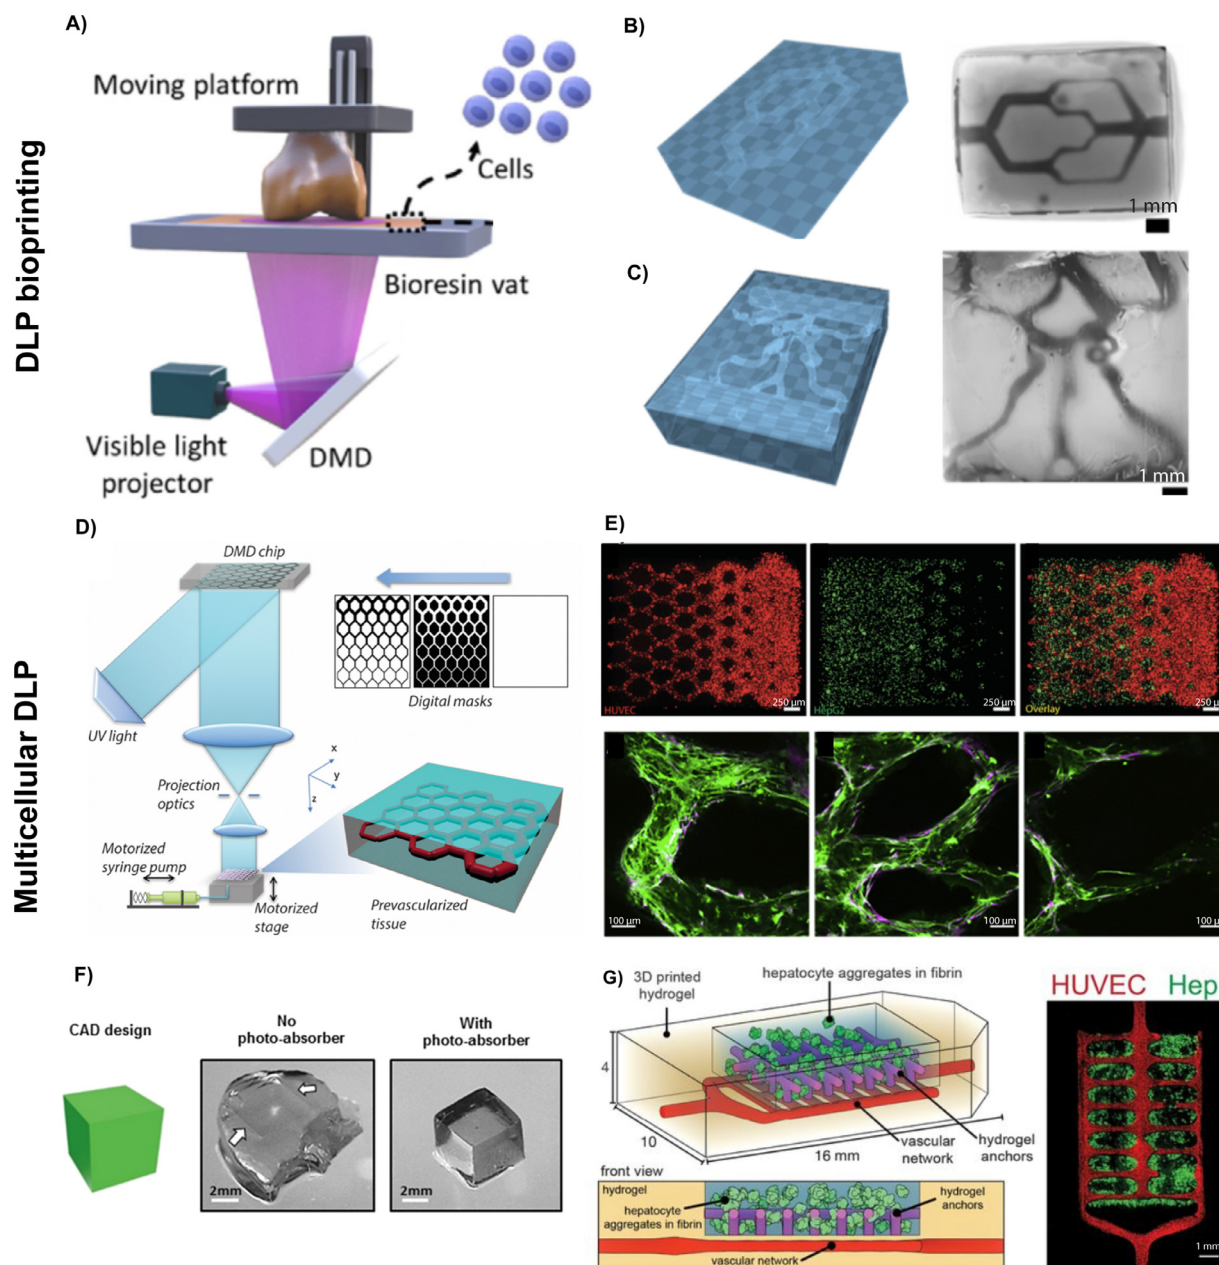 DLP bioprinting
A)
Moving platform
Cells
Bioresin vat
Visible light
projector
DMD
B)
1 mm
C)
1 mm
Multicellular DLP
D)
DMD chip
UV light
Digital masks
Projection
optics
x
y
z
Motorized
syringe pump
Motorized
stage
Prevascularized
tissue
E)
HUVEC
250 µm
HepG2
250 µm
Overlay
250 µm
100 µm
100 µm
100 µm
F)
CAD design
No
photo-absorber
With
photo-absorber
2mm
2mm
G)
3D printed
hydrogel
hepatocyte aggregates in fibrin
4
10
16 mm
vascular
network
hydrogel
anchors
front view
hydrogel
hepatocyte
aggregates in fibrin
hydrogel
anchors
vascular network
HUVEC Hep
1 mm